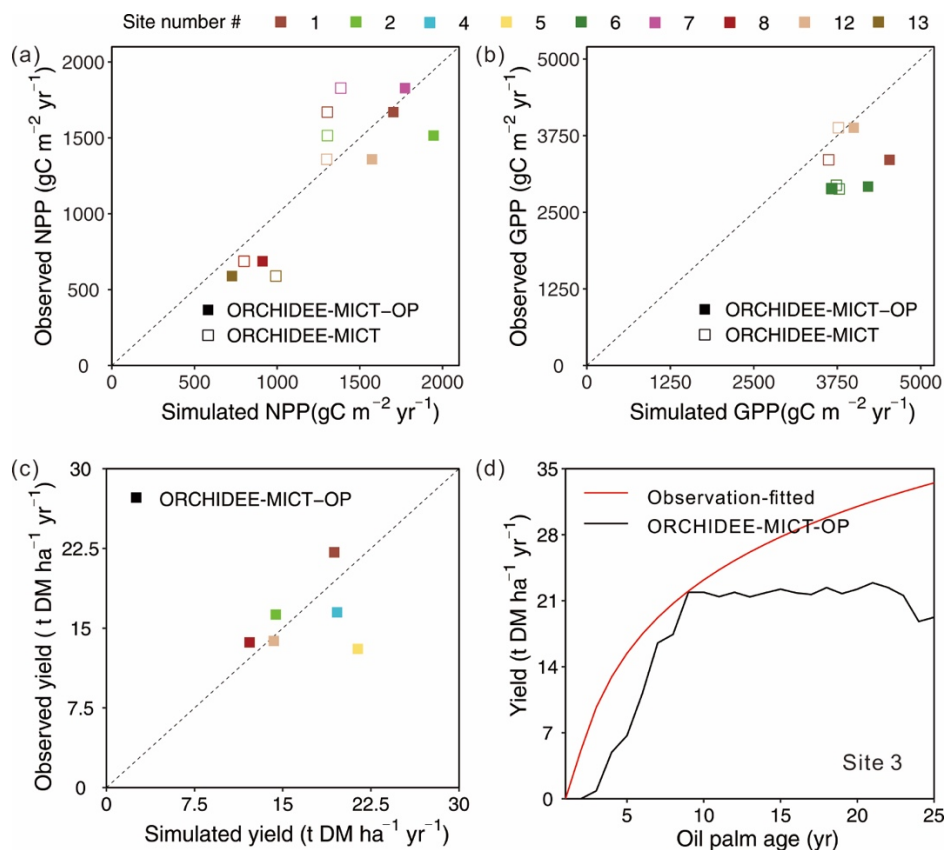 Site number # 1 2 4 5 6 7 8 12 13
(a)
Observed NPP (gC m⁻² yr⁻¹)
2000
1500
1000
500
0
ORCHIDEE-MICT–OP
ORCHIDEE-MICT
0 500 1000 1500 2000
Simulated NPP(gC m⁻² yr⁻¹)
(b)
Observed GPP (gC m⁻² yr⁻¹)
5000
3750
2500
1250
0
ORCHIDEE-MICT–OP
ORCHIDEE-MICT
0 1250 2500 3750 5000
Simulated GPP(gC m⁻² yr⁻¹)
(c)
Observed yield ( t DM ha⁻¹ yr⁻¹)
30
22.5
15
7.5
0
ORCHIDEE-MICT–OP
0 7.5 15 22.5 30
Simulated yield (t DM ha⁻¹ yr⁻¹)
(d)
Yield (t DM ha⁻¹ yr⁻¹)
35
28
21
14
7
0
Observation-fitted
ORCHIDEE-MICT-OP
Site 3
5 10 15 20 25
Oil palm age (yr)